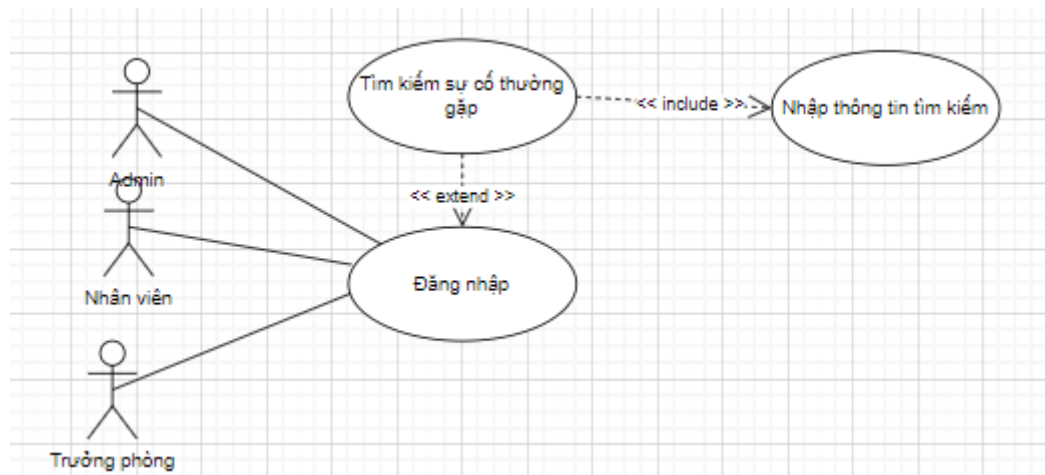 Tìm kiếm sự cố thường
gặp
<< include >>
Nhập thông tin tìm kiếm
Admin
<< extend >>
Nhân viên
Đăng nhập
Trưởng phòng